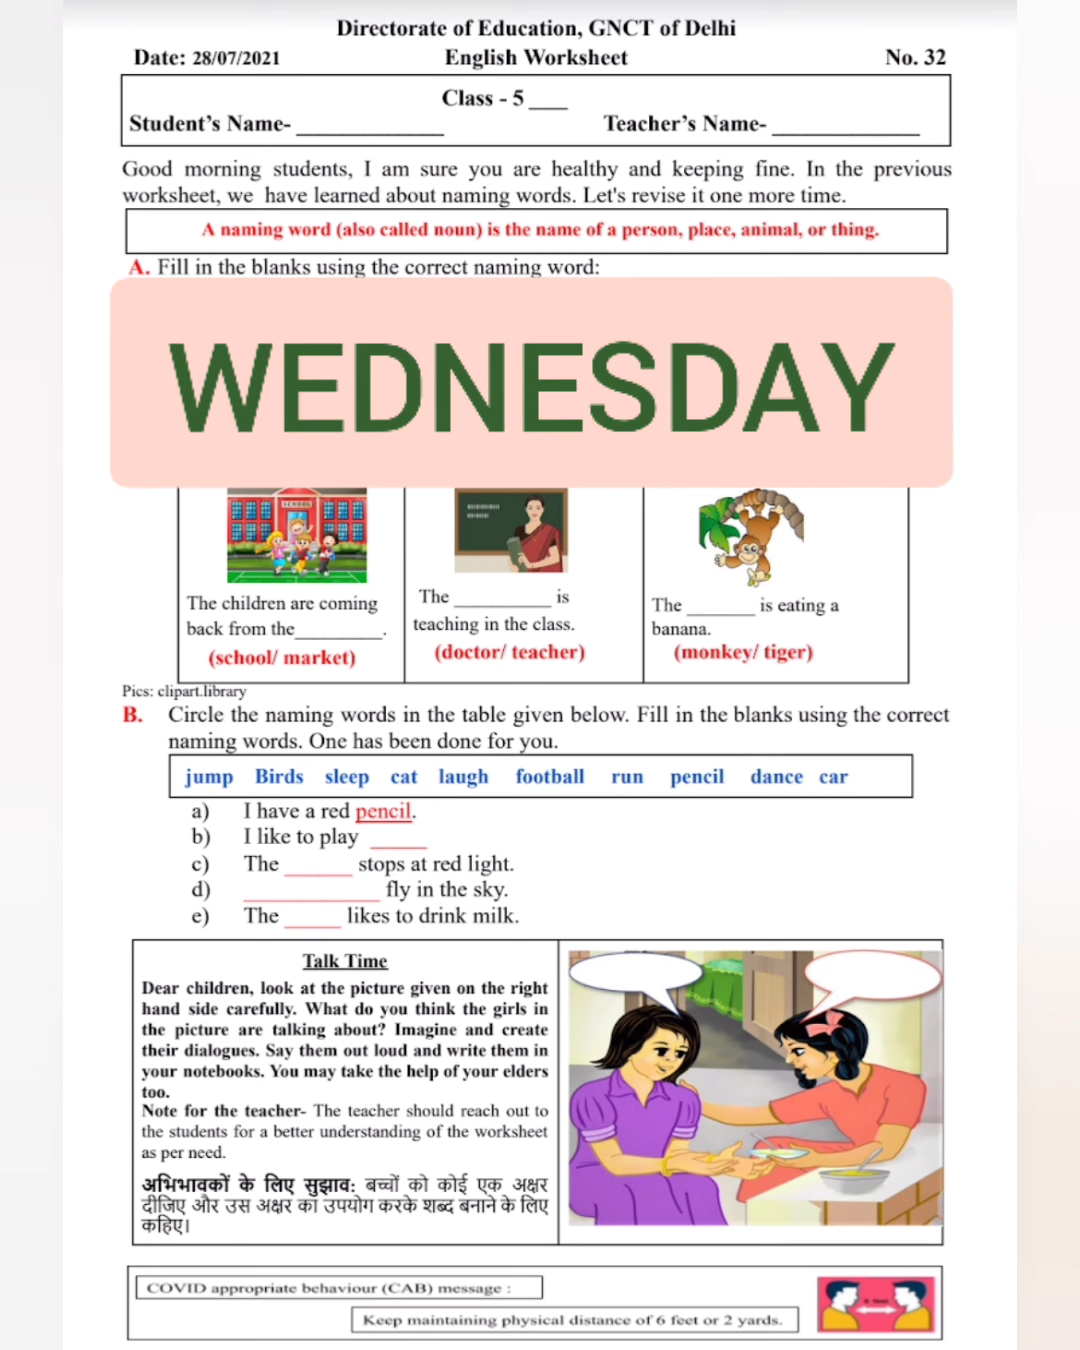 Directorate of Education, GNCT of Delhi
Date: 28/07/2021 English Worksheet No. 32
Class - 5 ____
Student’s Name- ______________ Teacher’s Name- ______________
Good morning students, I am sure you are healthy and keeping fine. In the previous
worksheet, we have learned about naming words. Let's revise it one more time.
A naming word (also called noun) is the name of a person, place, animal, or thing.
A. Fill in the blanks using the correct naming word:
WEDNESDAY
SCHOOL
The children are coming
back from the_________.
(school/ market)
The __________ is
teaching in the class.
(doctor/ teacher)
The _______ is eating a
banana.
(monkey/ tiger)
Pics: clipart.library
B. Circle the naming words in the table given below. Fill in the blanks using the correct
naming words. One has been done for you.
jump Birds sleep cat laugh football run pencil dance car
a) I have a red pencil.
b) I like to play ______
c) The _______ stops at red light.
d) ______________ fly in the sky.
e) The ______ likes to drink milk.
Talk Time
Dear children, look at the picture given on the right
hand side carefully. What do you think the girls in
the picture are talking about? Imagine and create
their dialogues. Say them out loud and write them in
your notebooks. You may take the help of your elders
too.
Note for the teacher- The teacher should reach out to
the students for a better understanding of the worksheet
as per need.
अभिभावकों के लिए सुझाव: बच्चों को कोई एक अक्षर
दीजिए और उस अक्षर का उपयोग करके शब्द बनाने के लिए
कहिए।
COVID appropriate behaviour (CAB) message :
Keep maintaining physical distance of 6 feet or 2 yards.